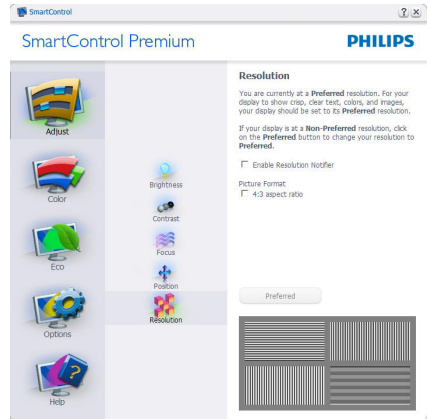 SmartControl
SmartControl Premium
PHILIPS
Adjust
Color
Eco
Options
Help
Brightness
Contrast
Focus
Position
Resolution
Resolution
You are currently at a Preferred resolution. For your
display to show crisp, clear text, colors, and images,
your display should be set to its Preferred resolution.
If your display is at a Non-Preferred resolution, click
on the Preferred button to change your resolution to
Preferred.
Enable Resolution Notifier
Picture Format
4:3 aspect ratio
Preferred